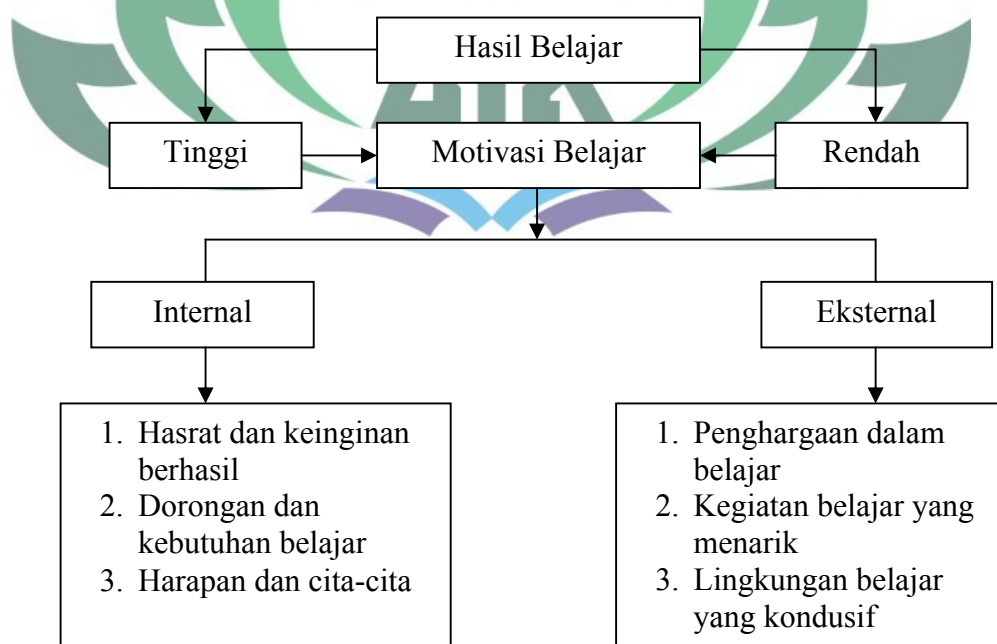 Hasil Belajar
Tinggi
Motivasi Belajar
Rendah
Internal
Eksternal
1. Hasrat dan keinginan
berhasil
2. Dorongan dan
kebutuhan belajar
3. Harapan dan cita-cita
1. Penghargaan dalam
belajar
2. Kegiatan belajar yang
menarik
3. Lingkungan belajar
yang kondusif